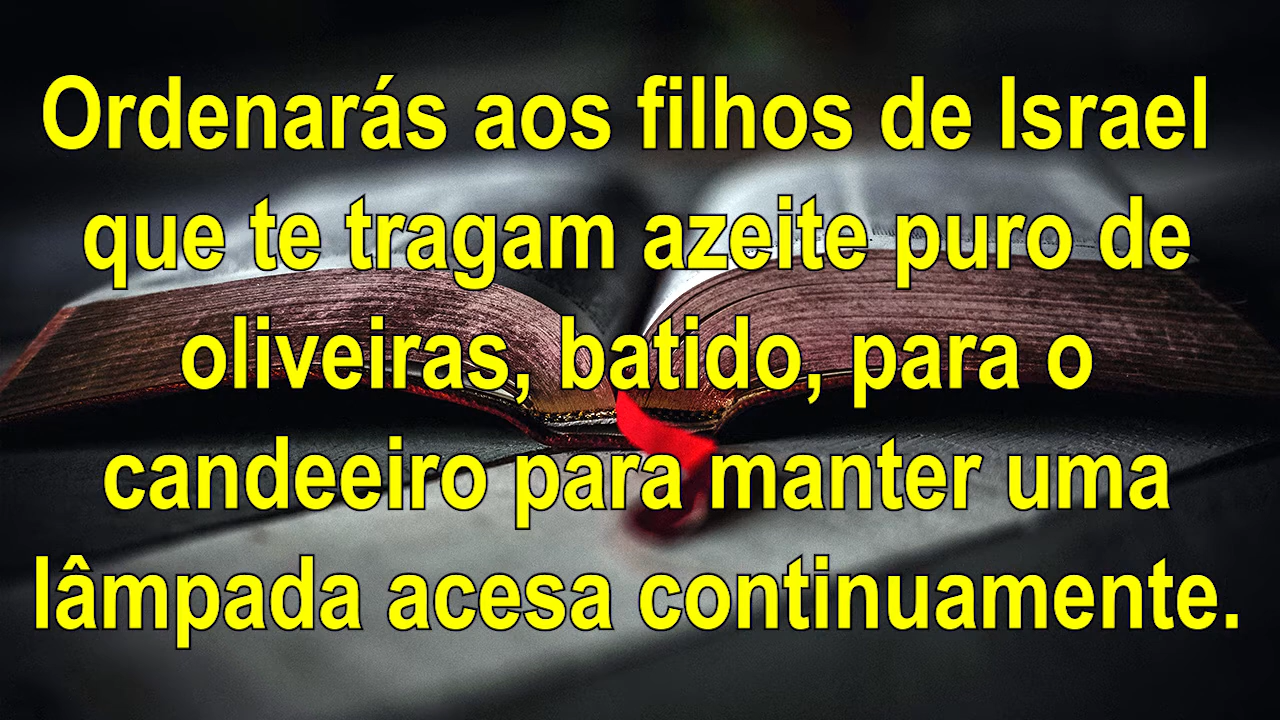 Ordenarás aos filhos de Israel
que te tragam azeite puro de
oliveiras, batido, para o
candeeiro para manter uma
lâmpada acesa continuamente.